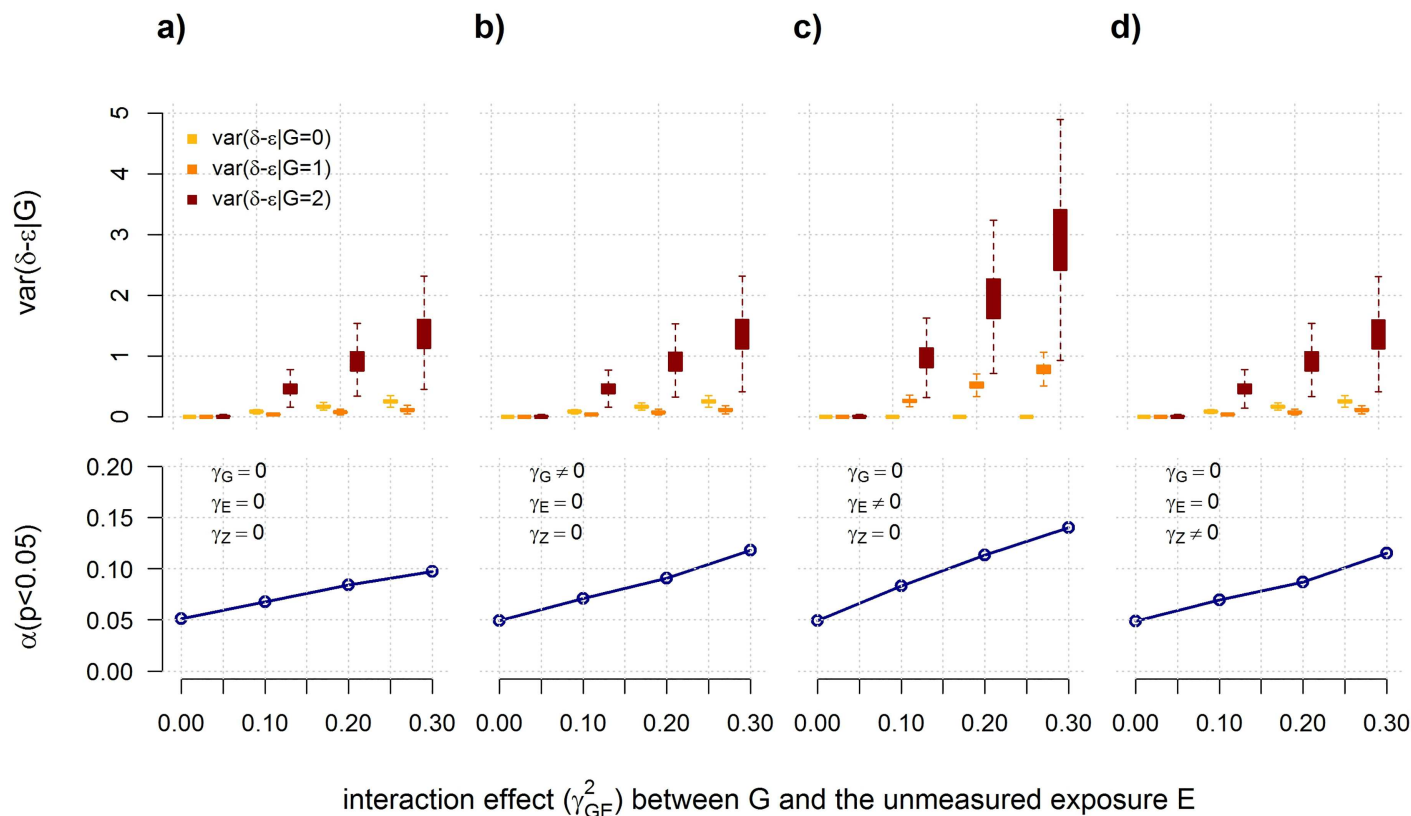 a) b) c) d)
var(δ-ε|G)
5
4
3
2
1
0
var(δ-ε|G=0)
var(δ-ε|G=1)
var(δ-ε|G=2)
α(p<0.05)
0.20
0.15
0.10
0.05
0.00
γG = 0
γE = 0
γZ = 0
γG ≠ 0
γE = 0
γZ = 0
γG = 0
γE ≠ 0
γZ = 0
γG = 0
γE = 0
γZ ≠ 0
0.00 0.10 0.20 0.30 0.00 0.10 0.20 0.30 0.00 0.10 0.20 0.30 0.00 0.10 0.20 0.30
interaction effect (γ²GE) between G and the unmeasured exposure E